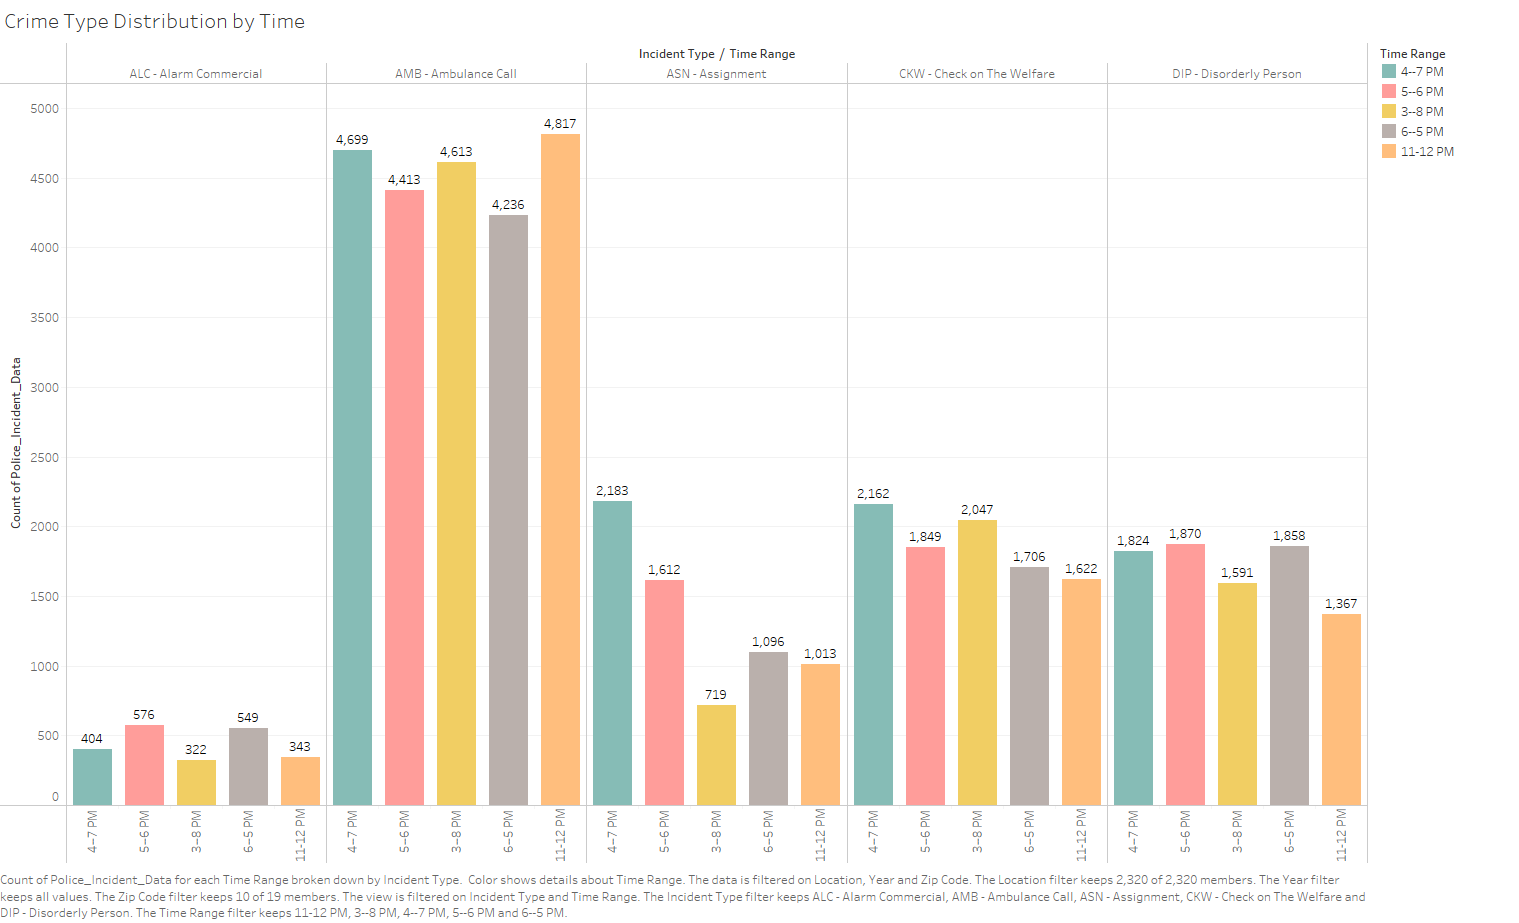 Crime Type Distribution by Time
Incident Type / Time Range
ALC - Alarm Commercial
AMB - Ambulance Call
ASN - Assignment
CKW - Check on The Welfare
DIP - Disorderly Person
Time Range
4--7 PM
5--6 PM
3--8 PM
6--5 PM
11-12 PM
Count of Police_Incident_Data
5000
4500
4000
3500
3000
2500
2000
1500
1000
500
0
404
576
322
549
343
4,699
4,413
4,613
4,236
4,817
2,183
1,612
719
1,096
1,013
2,162
1,849
2,047
1,706
1,622
1,824
1,870
1,591
1,858
1,367
4--7 PM
5--6 PM
3--8 PM
6--5 PM
11-12 PM
4--7 PM
5--6 PM
3--8 PM
6--5 PM
11-12 PM
4--7 PM
5--6 PM
3--8 PM
6--5 PM
11-12 PM
4--7 PM
5--6 PM
3--8 PM
6--5 PM
11-12 PM
4--7 PM
5--6 PM
3--8 PM
6--5 PM
11-12 PM
Count of Police_Incident_Data for each Time Range broken down by Incident Type.  Color shows details about Time Range. The data is filtered on Location, Year and Zip Code. The Location filter keeps 2,320 of 2,320 members. The Year filter
keeps all values. The Zip Code filter keeps 10 of 19 members. The view is filtered on Incident Type and Time Range. The Incident Type filter keeps ALC - Alarm Commercial, AMB - Ambulance Call, ASN - Assignment, CKW - Check on The Welfare and
DIP - Disorderly Person. The Time Range filter keeps 11-12 PM, 3--8 PM, 4--7 PM, 5--6 PM and 6--5 PM.